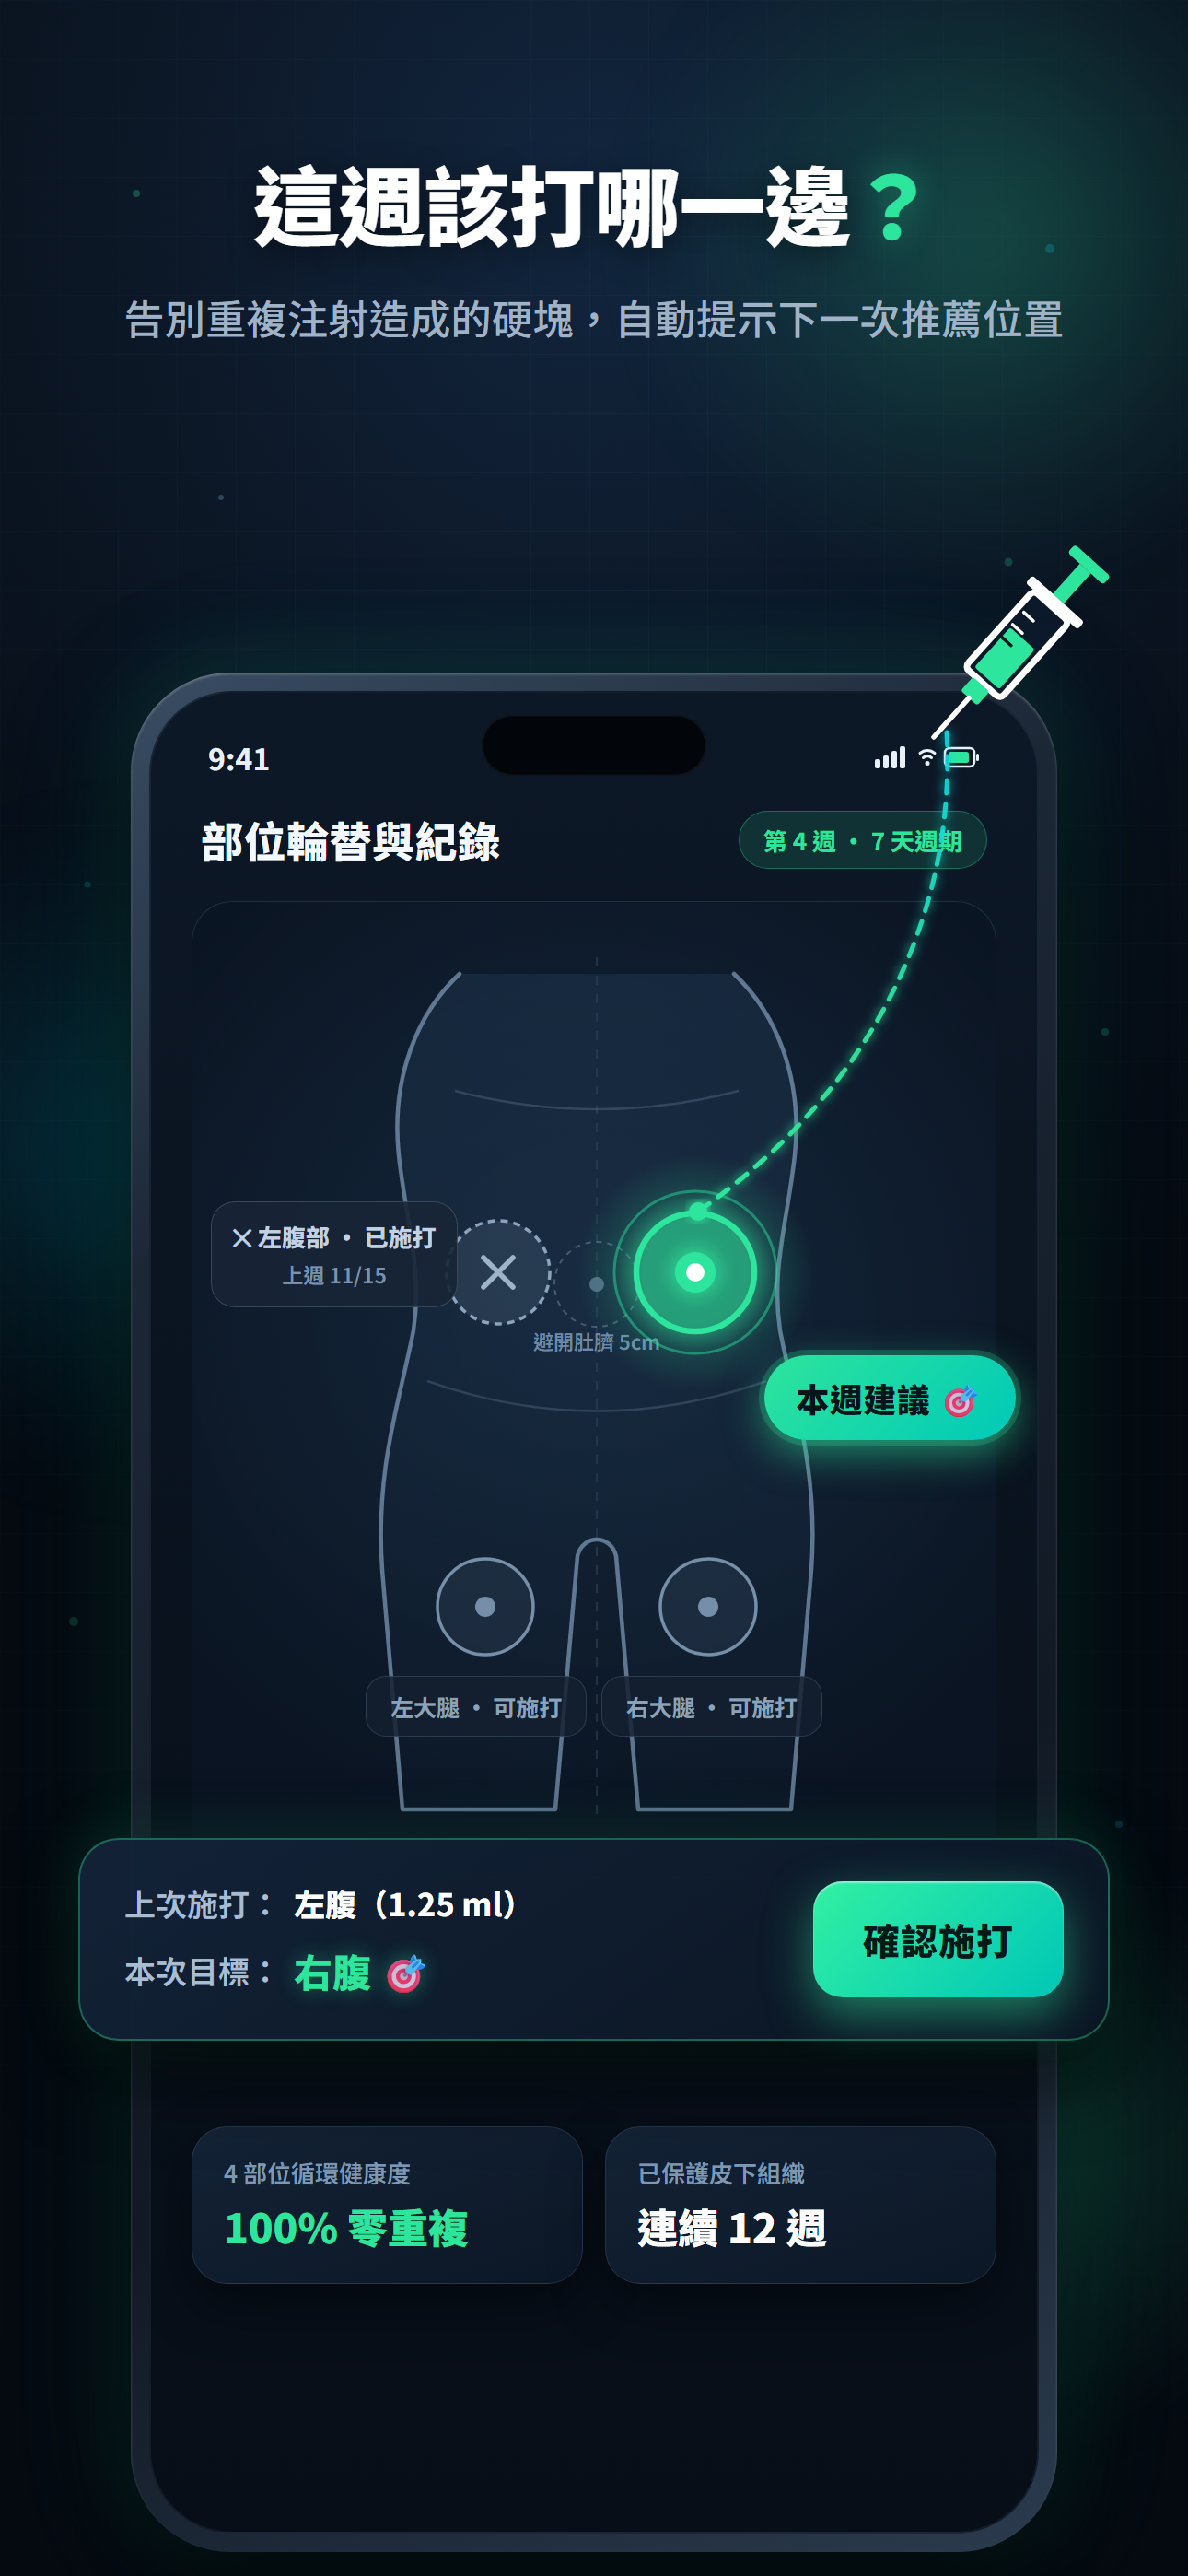 這週該打哪一邊？
告別重複注射造成的硬塊，自動提示下一次推薦位置
9:41
部位輪替與紀錄
第 4 週 · 7 天週期
✕ 左腹部 · 已施打
上週 11/15
避開肚臍 5cm
本週建議 🎯
左大腿 · 可施打
右大腿 · 可施打
上次施打： 左腹（1.25 ml）
本次目標： 右腹 🎯
確認施打
4 部位循環健康度
100% 零重複
已保護皮下組織
連續 12 週